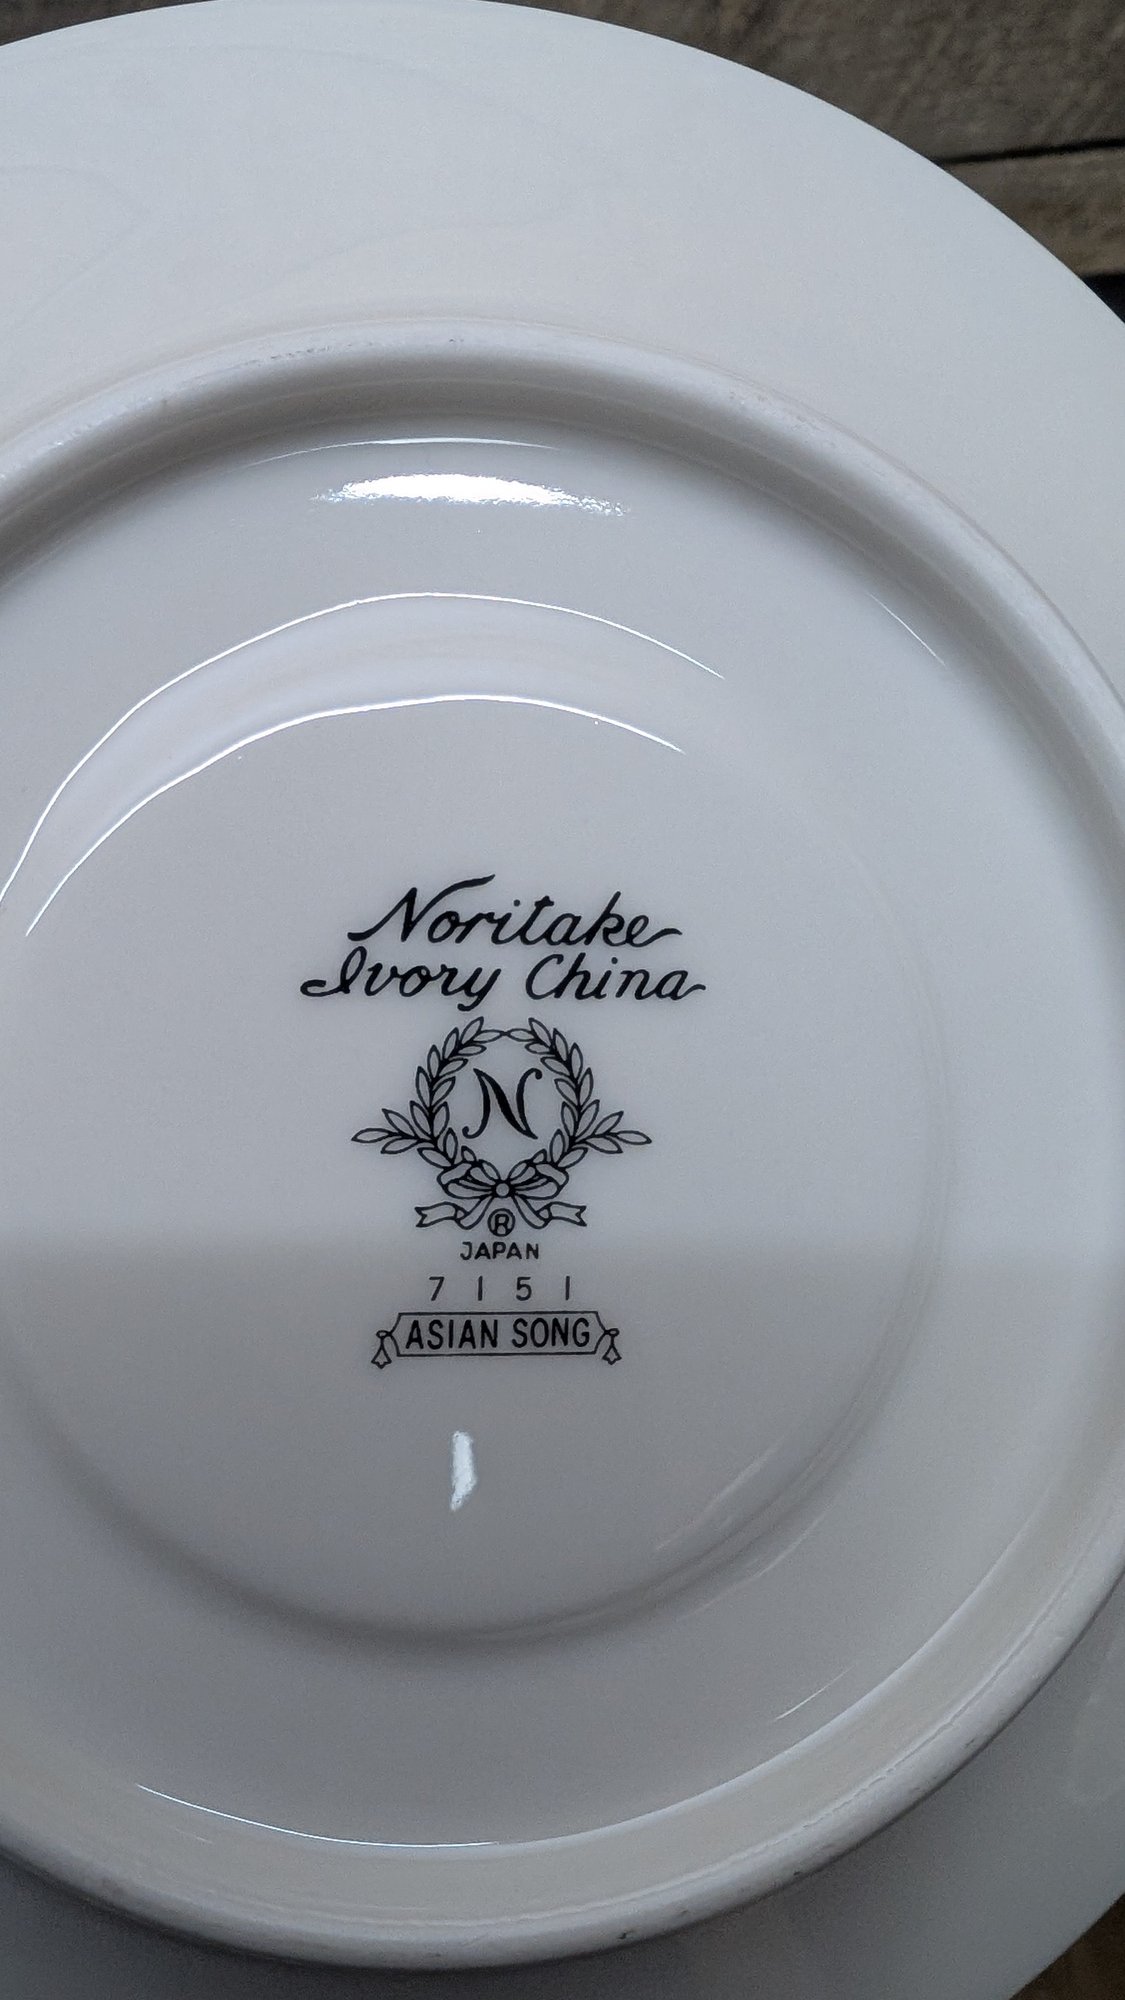 Noritake
Ivory China
N
®
JAPAN
7151
ASIAN SONG